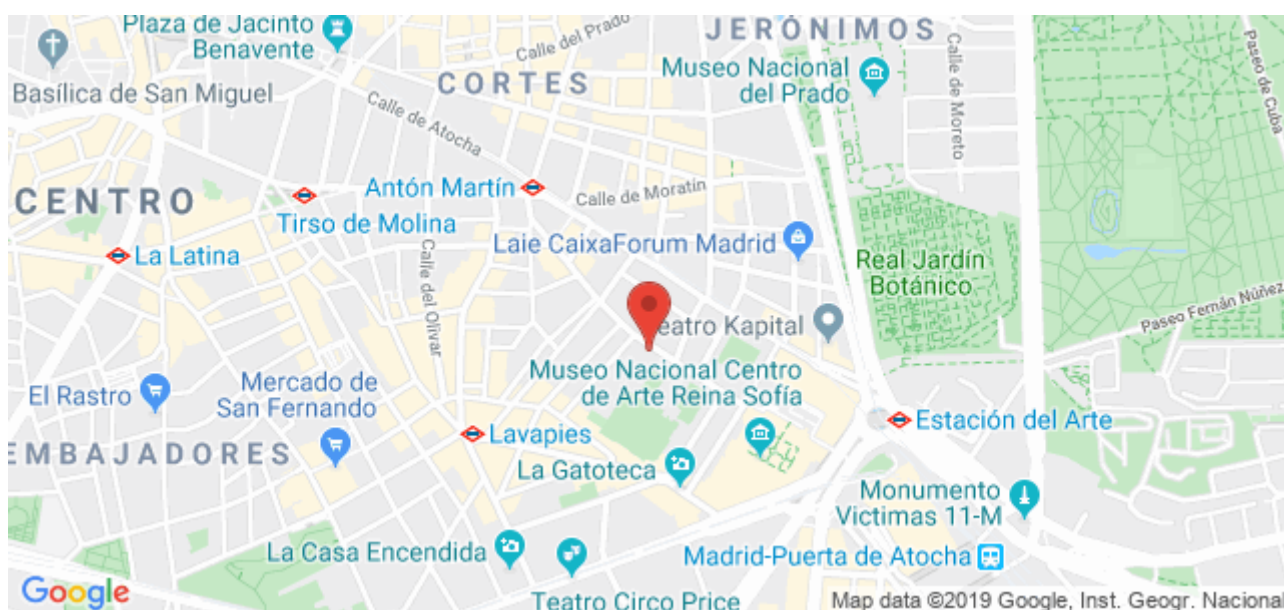 Plaza de Jacinto
Benavente
Calle del Prado
JERÓNIMOS
Basílica de San Miguel
CORTES
Museo Nacional
del Prado
Calle de Moreto
Paseo de Cuba
Calle de Atocha
CENTRO
Antón Martín
Calle de Moratín
Tirso de Molina
La Latina
Calle del Olivar
Laie CaixaForum Madrid
Real Jardín
Botánico
Paseo Fernán Núñez
eatro Kapital
El Rastro
Mercado de
San Fernando
Museo Nacional Centro
de Arte Reina Sofía
Estación del Arte
EMBAJADORES
Lavapies
La Gatoteca
Monumento
Victimas 11-M
La Casa Encendida
Madrid-Puerta de Atocha
Teatro Circo Price
Google
Map data ©2019 Google, Inst. Geogr. Naciona